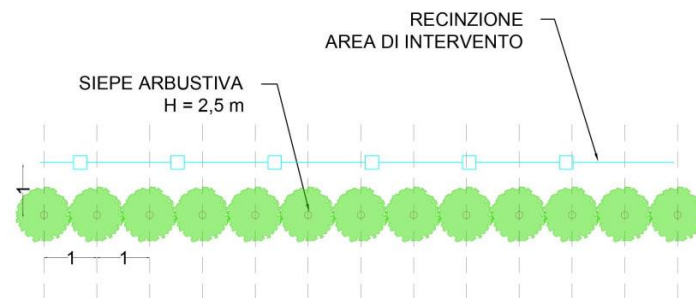 RECINZIONE
AREA DI INTERVENTO
SIEPE ARBUSTIVA
H = 2,5 m
1
1 1